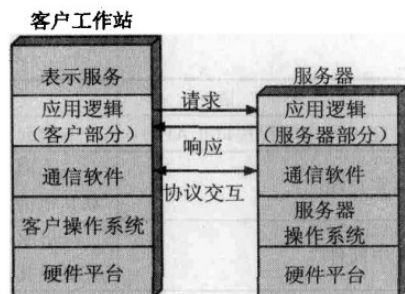 客户工作站
表示服务
服务器
请求
应用逻辑
（客户部分）
应用逻辑
（服务器部分）
响应
通信软件
通信软件
协议交互
客户操作系统
服务器
操作系统
硬件平台
硬件平台